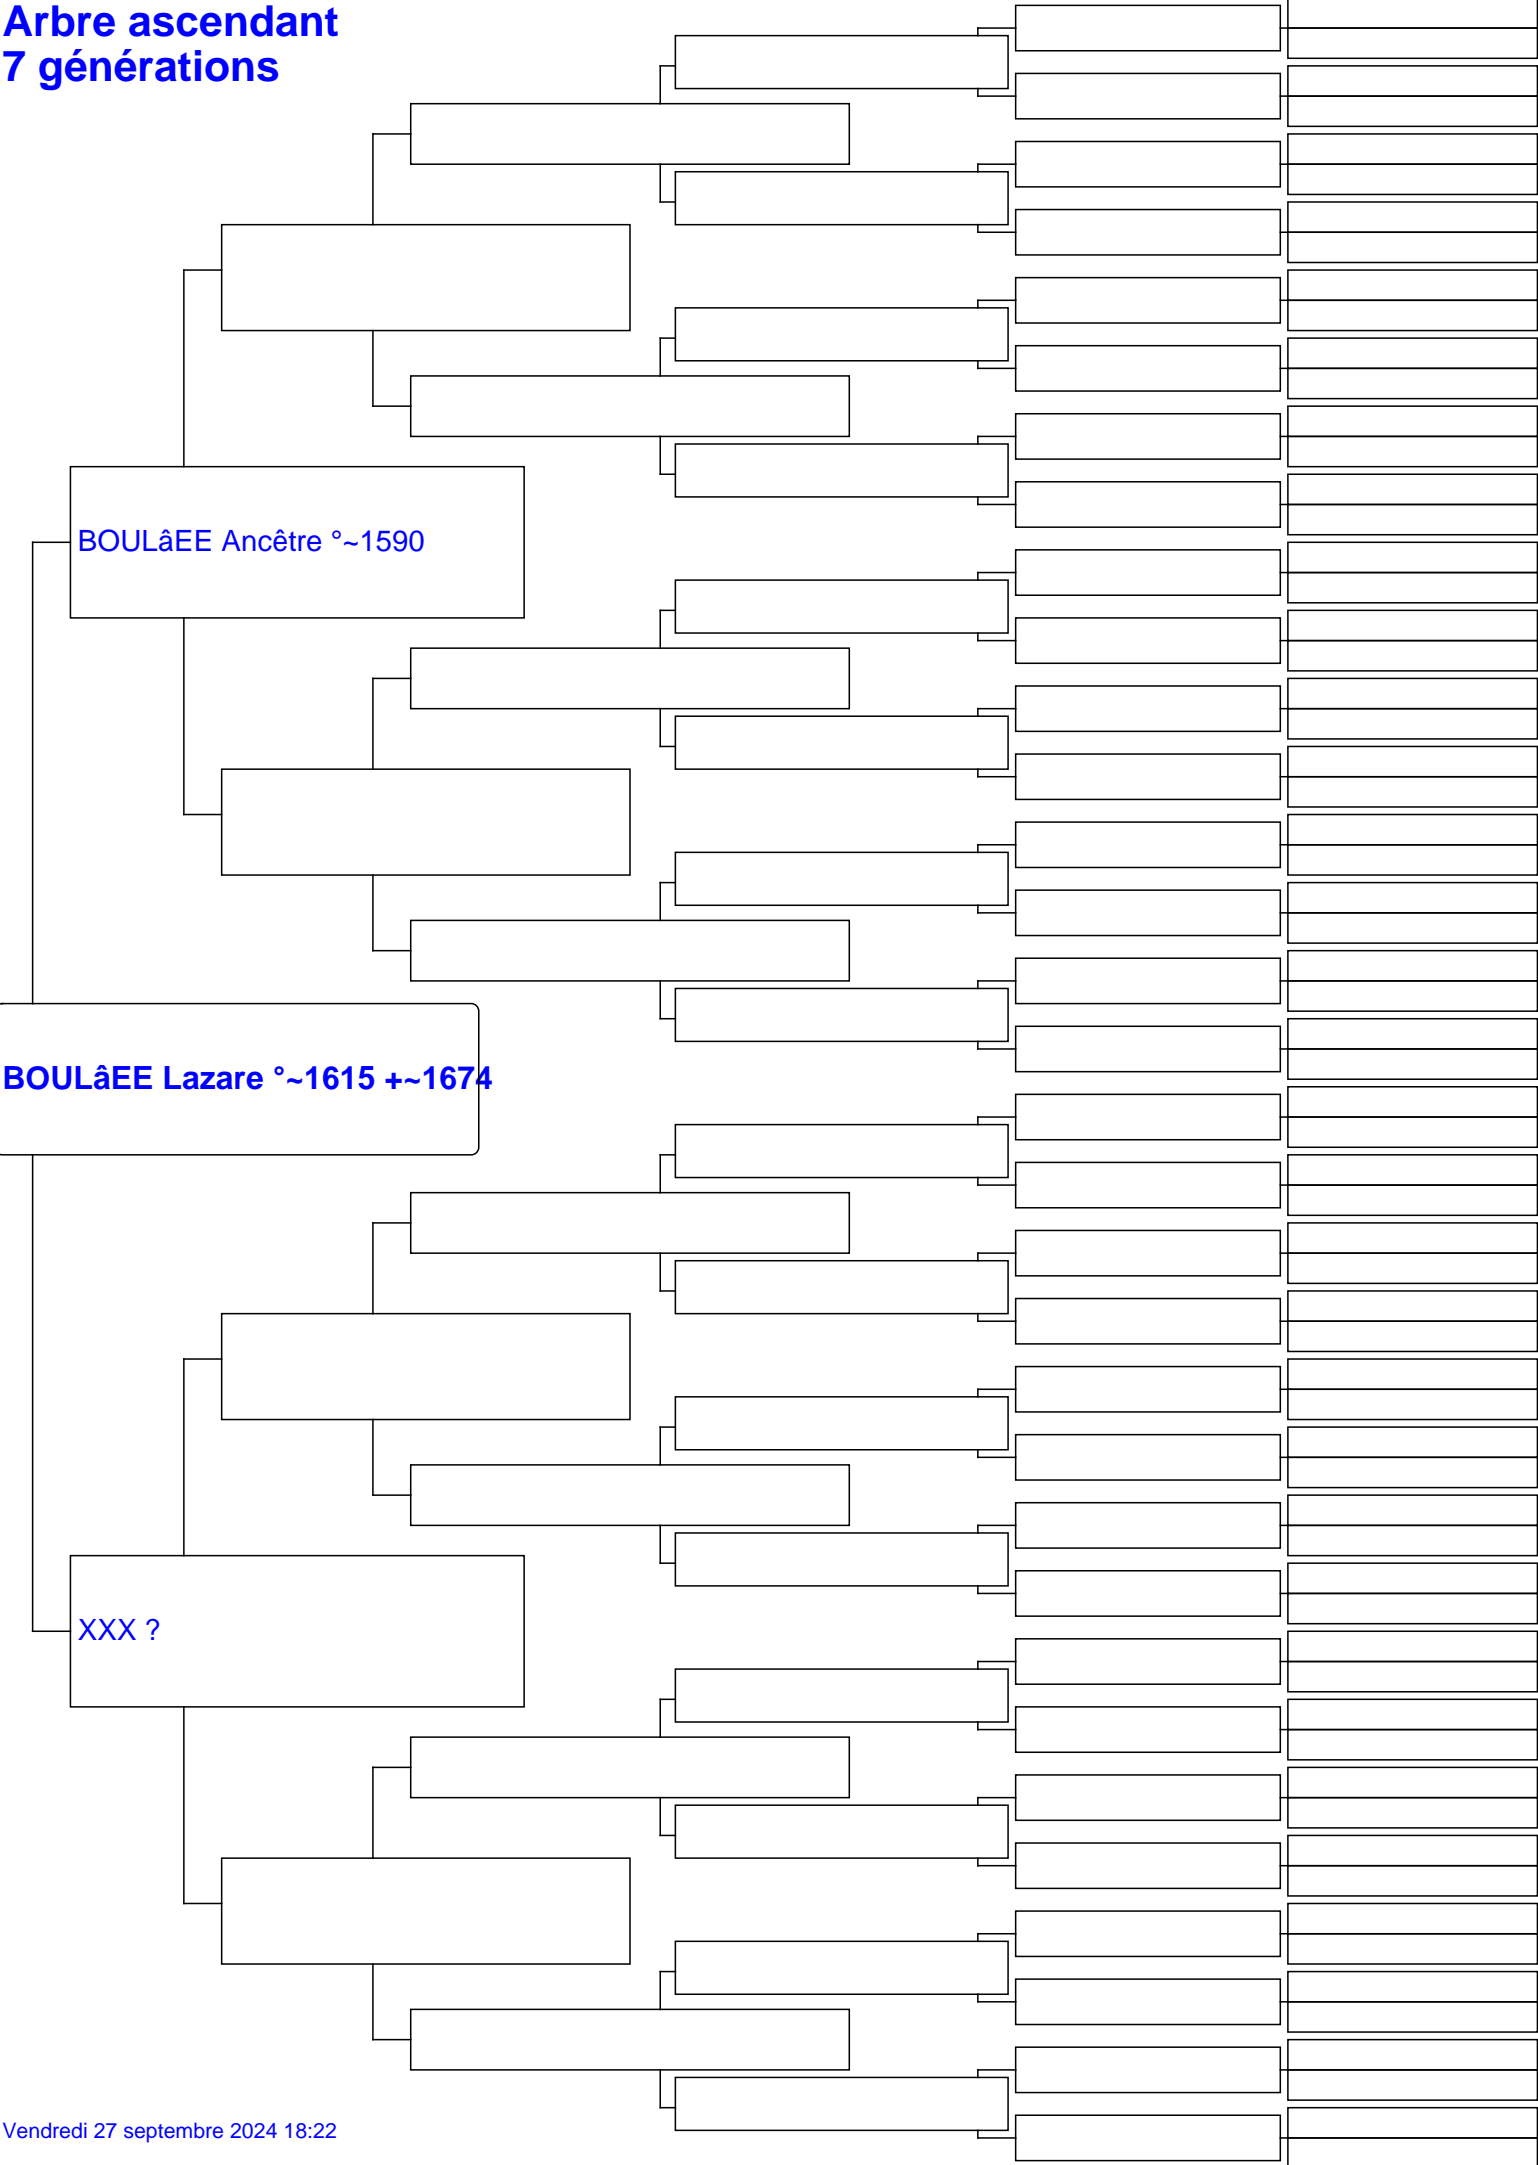 Arbre ascendant
7 générations
BOULâEE Ancêtre °~1590
BOULâEE Lazare °~1615 +~1674
XXX ?
Vendredi 27 septembre 2024 18:22